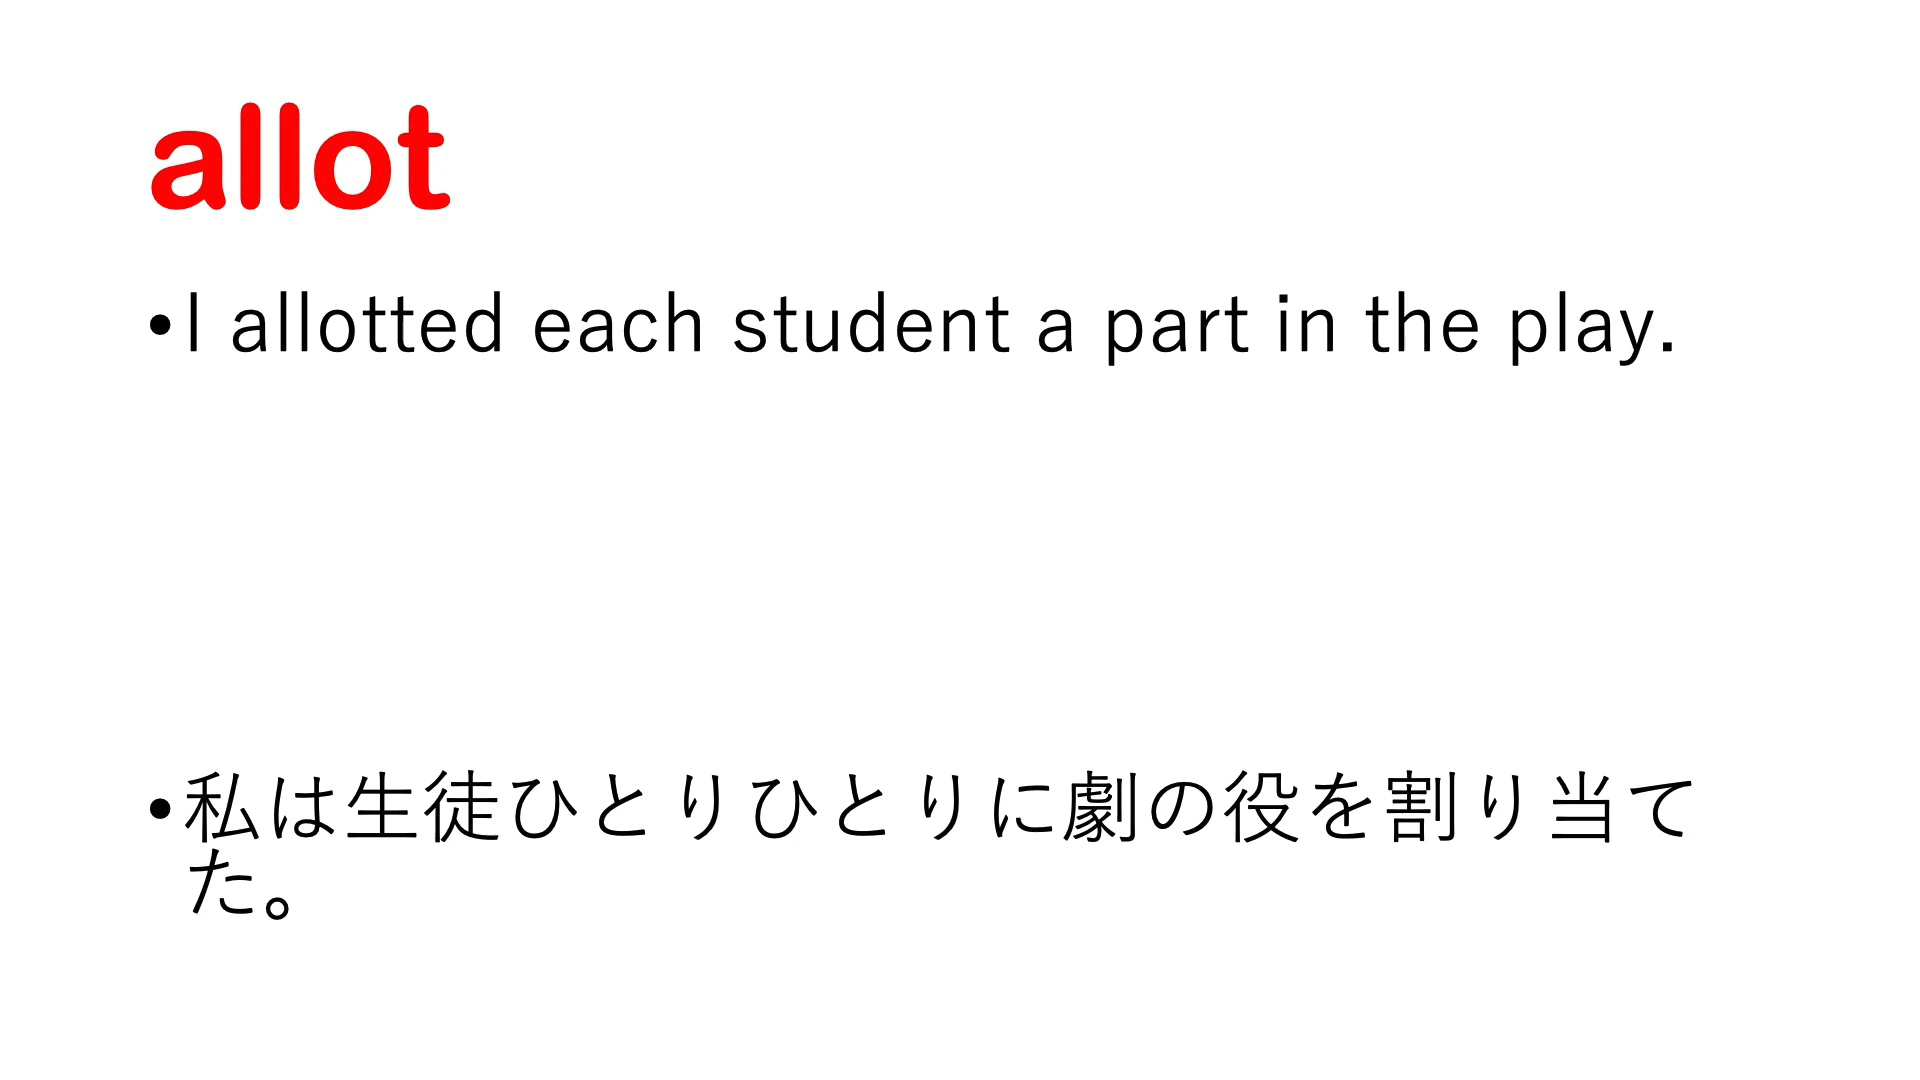 allot
•I allotted each student a part in the play.
•私は生徒ひとりひとりに劇の役を割り当て
た。